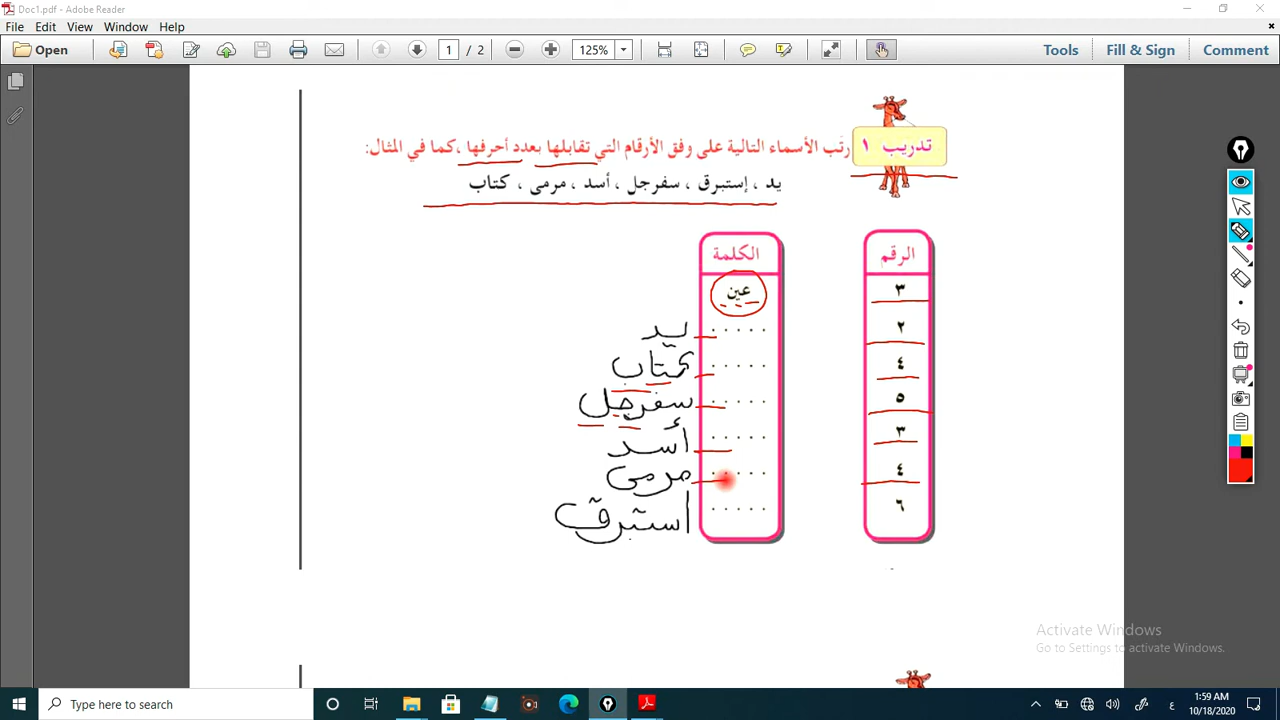 Doc1.pdf - Adobe Reader
File Edit View Window Help
Open 1 / 2 125% Tools Fill & Sign Comment
تدريب ١ رتّب الأسماء التالية على وفق الأرقام التي تقابلها بعدد أحرفها ، كما في المثال:
يد ، إستبرق ، سفرجل ، أسد ، مرمى ، كتاب
الرقم الكلمة
٣ عين
٢ ..... يد
٤ ..... كتاب
٥ ..... سفرجل
٣ ..... أسد
٤ ..... مرمى
٦ ..... استبرق
Activate Windows
Go to Settings to activate Windows.
Type here to search ع 1:59 AM
10/18/2020